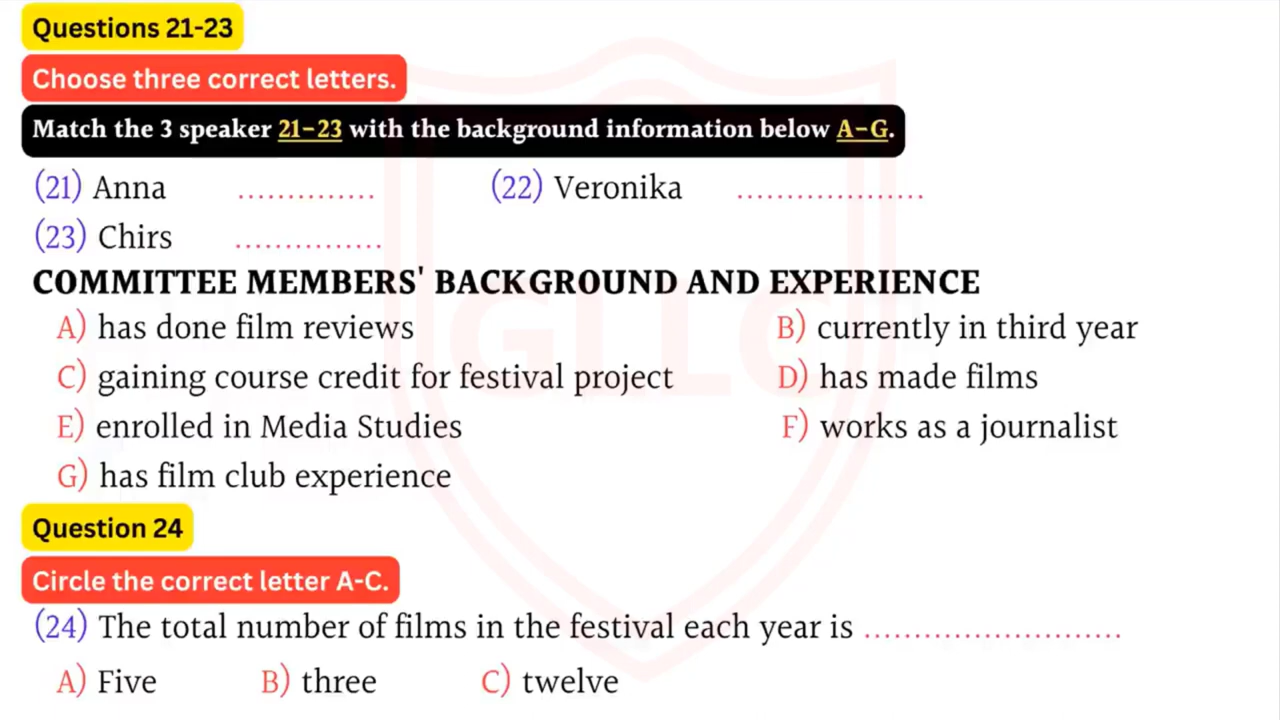 Questions 21-23
Choose three correct letters.
Match the 3 speaker 21–23 with the background information below A–G.
(21) Anna .............. (22) Veronika ...................
(23) Chirs ...............
COMMITTEE MEMBERS' BACKGROUND AND EXPERIENCE
A) has done film reviews B) currently in third year
C) gaining course credit for festival project D) has made films
E) enrolled in Media Studies F) works as a journalist
G) has film club experience
GLLC
Question 24
Circle the correct letter A-C.
(24) The total number of films in the festival each year is ..........................
A) Five B) three C) twelve